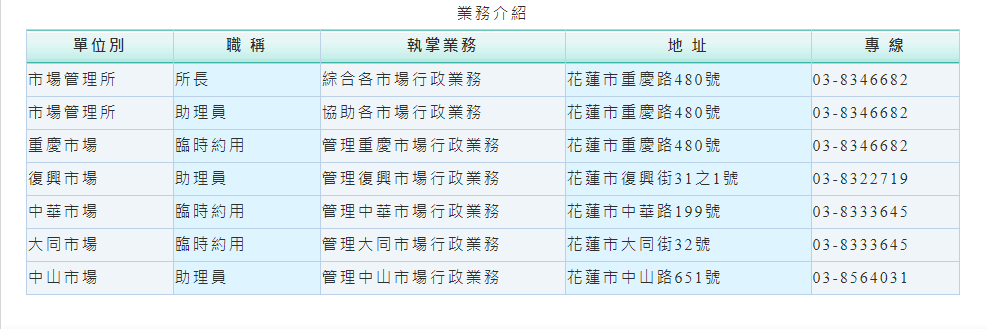 業務介紹
單位別 職 稱 執掌業務 地 址 專 線
市場管理所 所長 綜合各市場行政業務 花蓮市重慶路480號 03-8346682
市場管理所 助理員 協助各市場行政業務 花蓮市重慶路480號 03-8346682
重慶市場 臨時約用 管理重慶市場行政業務 花蓮市重慶路480號 03-8346682
復興市場 助理員 管理復興市場行政業務 花蓮市復興街31之1號 03-8322719
中華市場 臨時約用 管理中華市場行政業務 花蓮市中華路199號 03-8333645
大同市場 臨時約用 管理大同市場行政業務 花蓮市大同街32號 03-8333645
中山市場 助理員 管理中山市場行政業務 花蓮市中山路651號 03-8564031